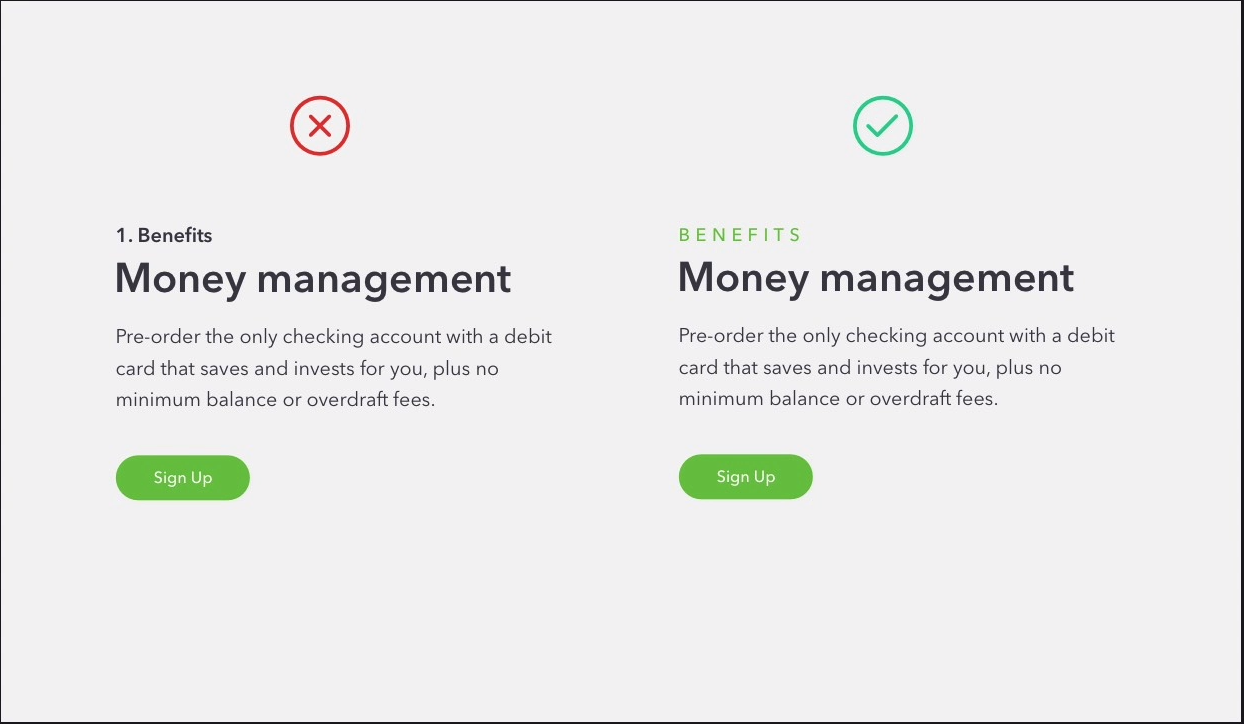 1. Benefits
Money management
Pre-order the only checking account with a debit
card that saves and invests for you, plus no
minimum balance or overdraft fees.
Sign Up
BENEFITS
Money management
Pre-order the only checking account with a debit
card that saves and invests for you, plus no
minimum balance or overdraft fees.
Sign Up